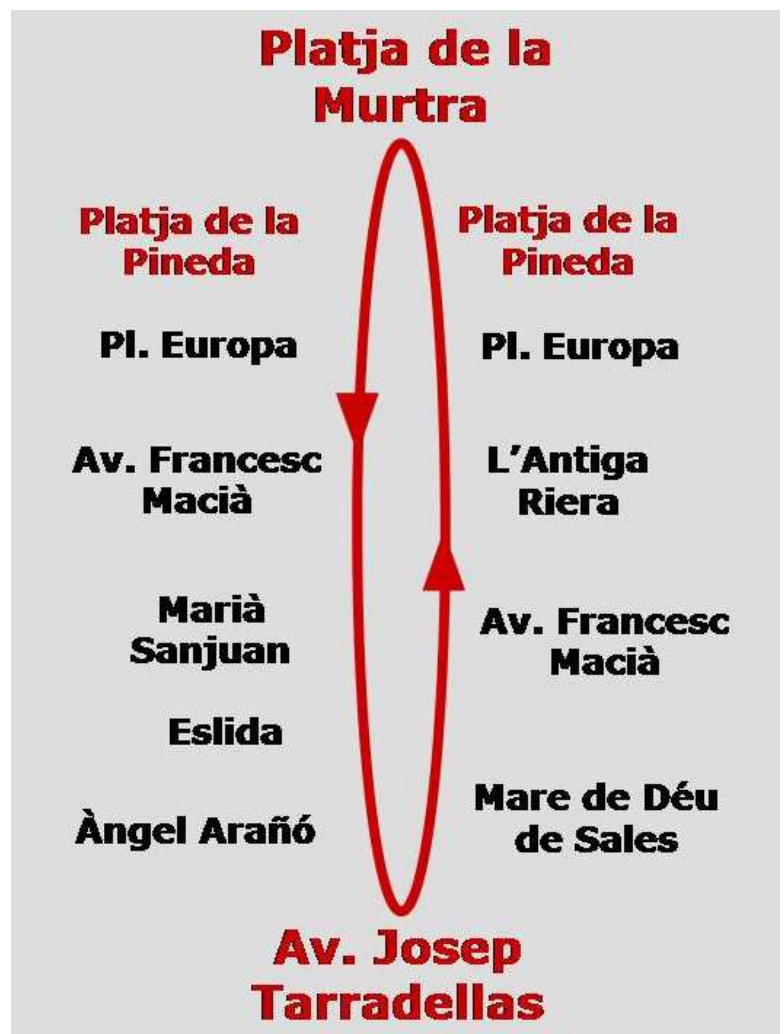 Platja de la
Murtra
Platja de la
Pineda
Pl. Europa
Av. Francesc
Macià
Marià
Sanjuan
Eslida
Àngel Arañó
Platja de la
Pineda
Pl. Europa
L’Antiga
Riera
Av. Francesc
Macià
Mare de Déu
de Sales
Av. Josep
Tarradellas